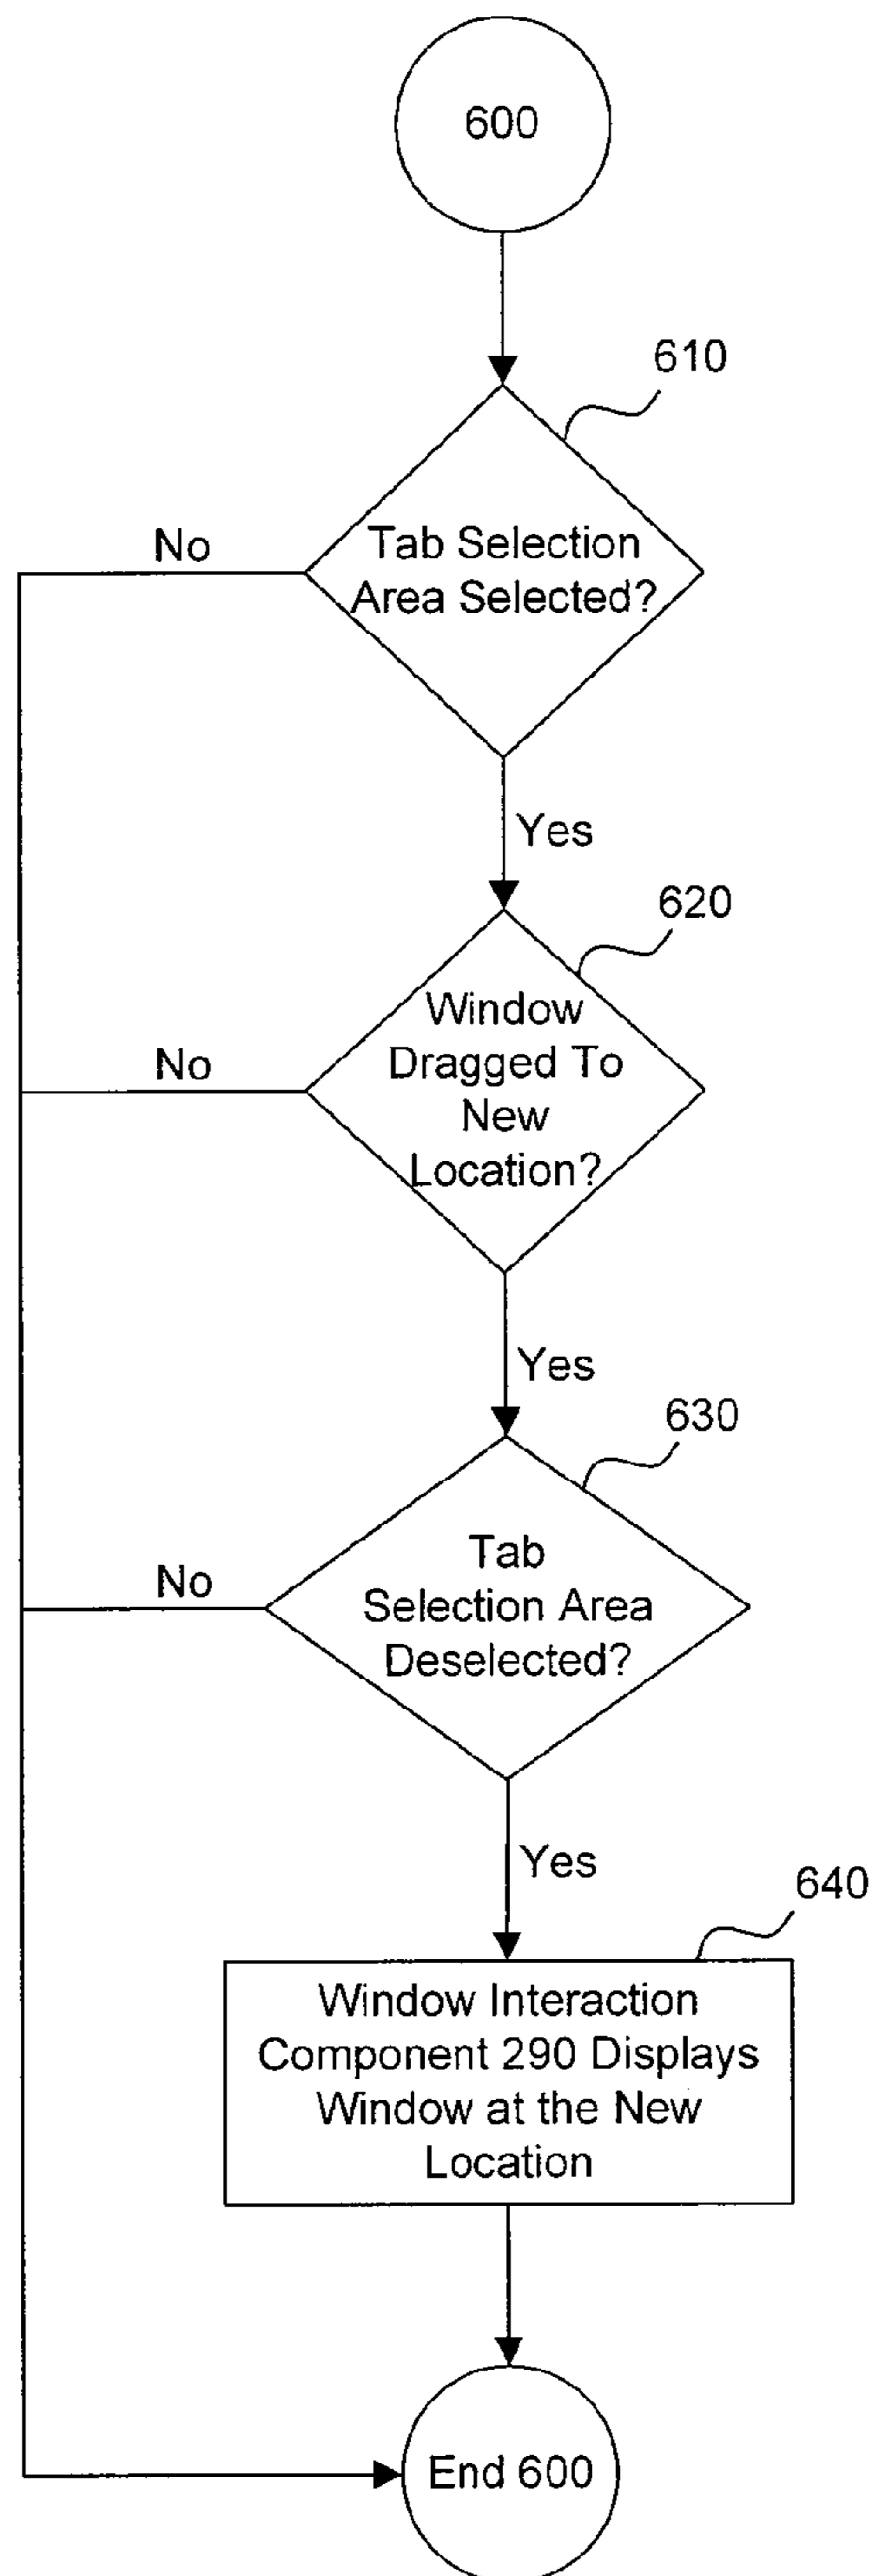 600
610
Tab Selection
Area Selected?
No
Yes
620
Window
Dragged To
New
Location?
No
Yes
630
Tab
Selection Area
Deselected?
No
Yes
640
Window Interaction
Component 290 Displays
Window at the New
Location
End 600